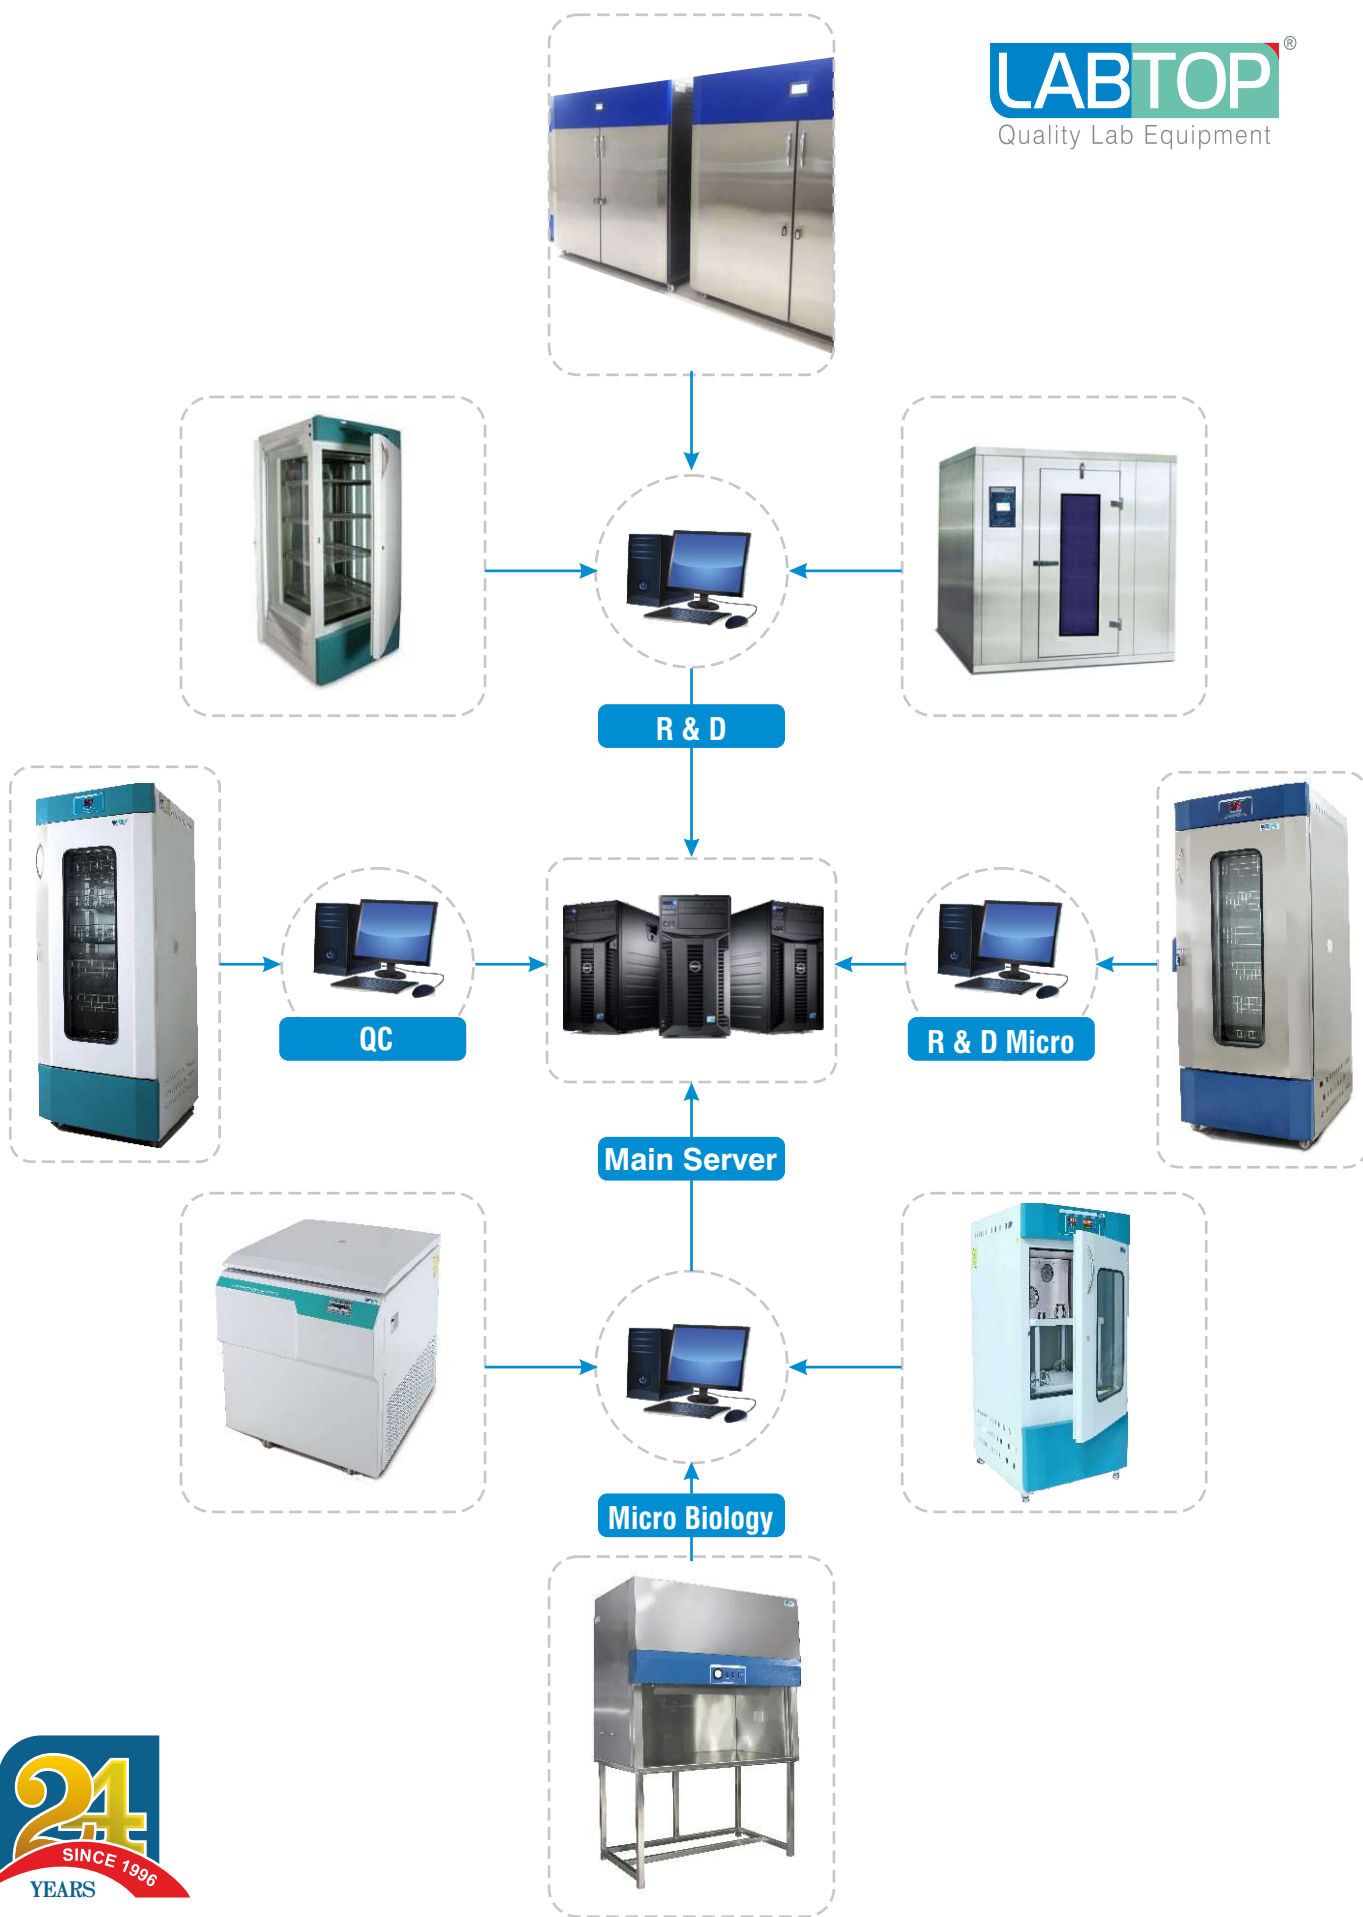 LABTOP®
Quality Lab Equipment
R & D
QC
R & D Micro
Main Server
Micro Biology
24
SINCE 1996
YEARS